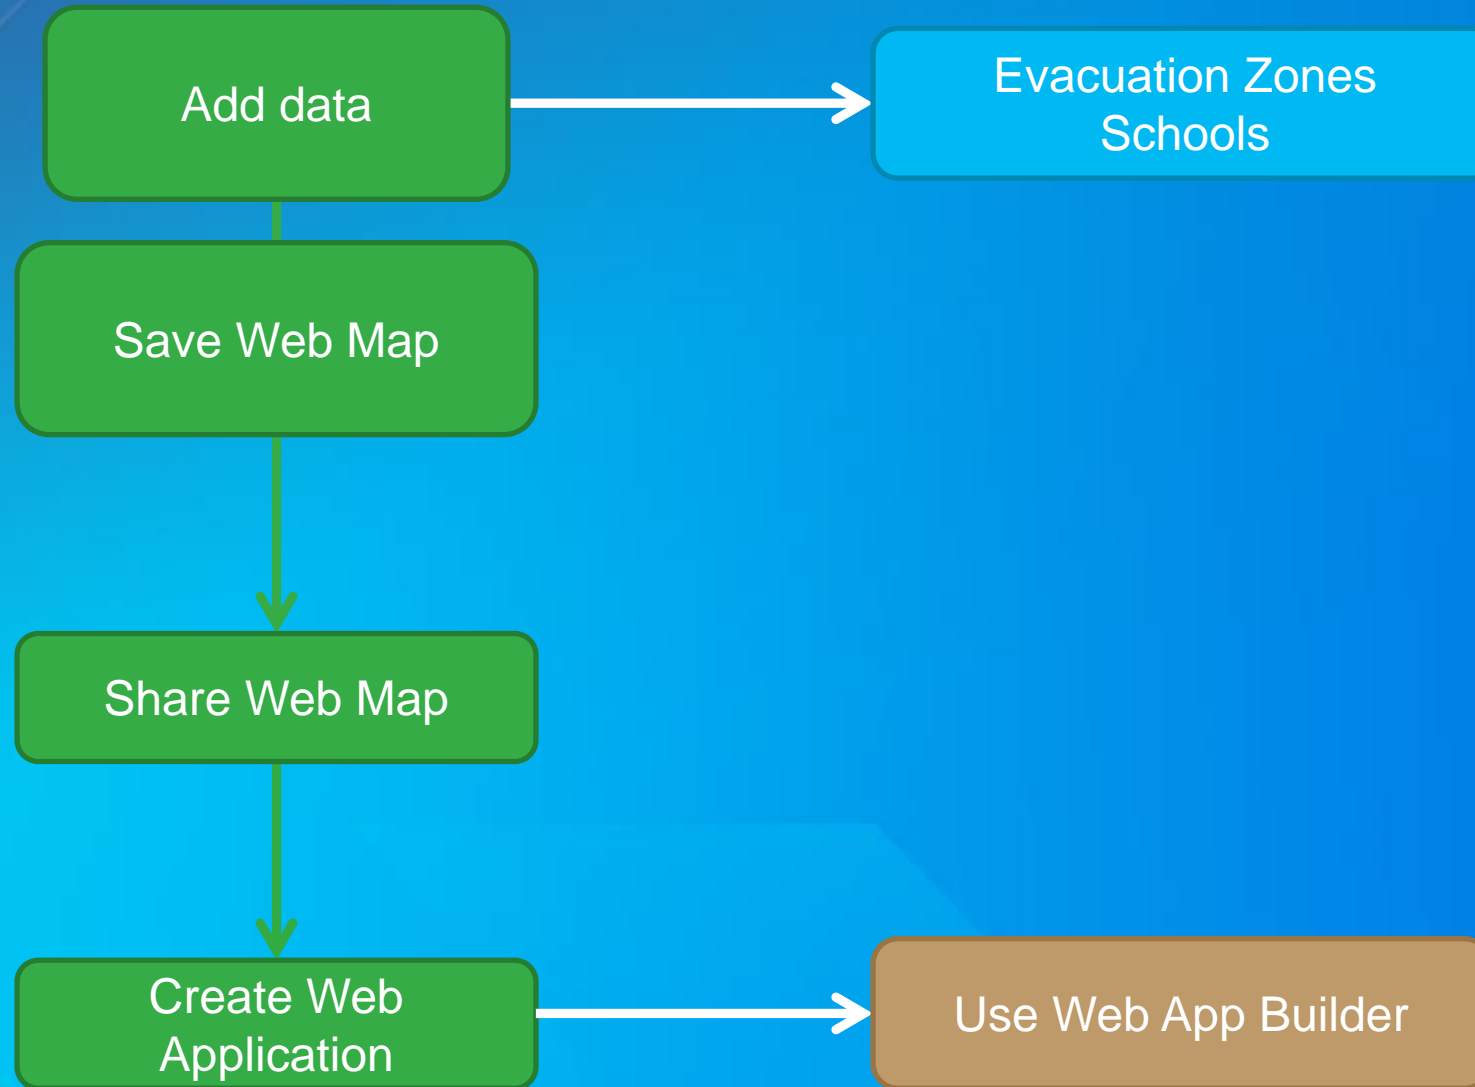 Add data
Evacuation Zones
Schools
Save Web Map
Share Web Map
Create Web
Application
Use Web App Builder